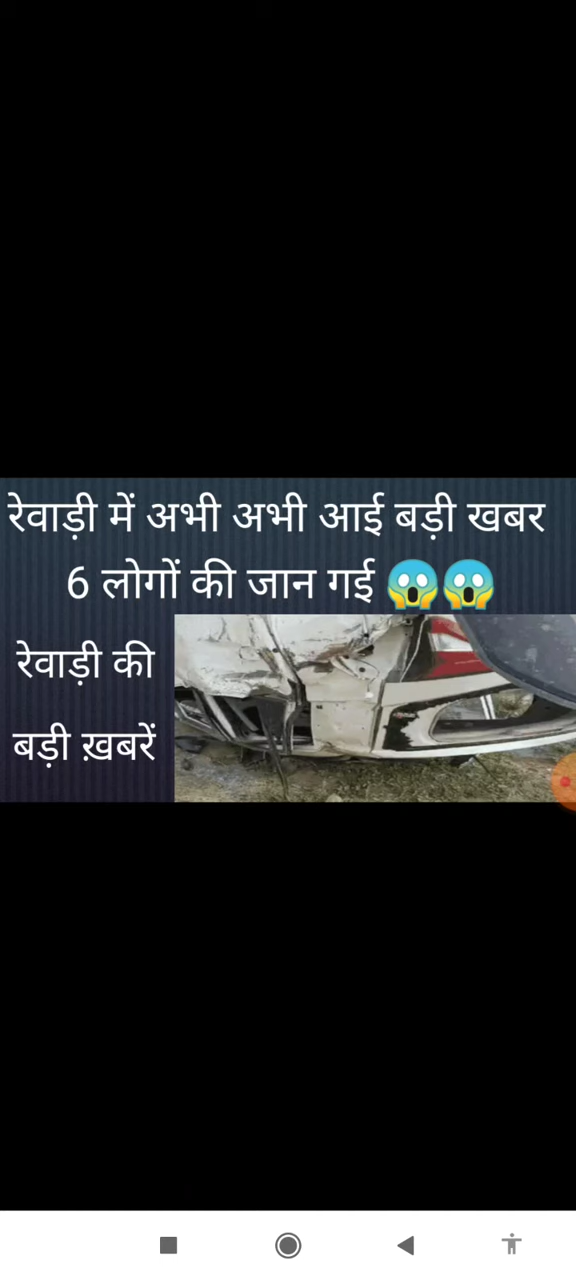 रेवाड़ी में अभी अभी आई बड़ी खबर
6 लोगों की जान गई 😱😱
रेवाड़ी की
बड़ी ख़बरें